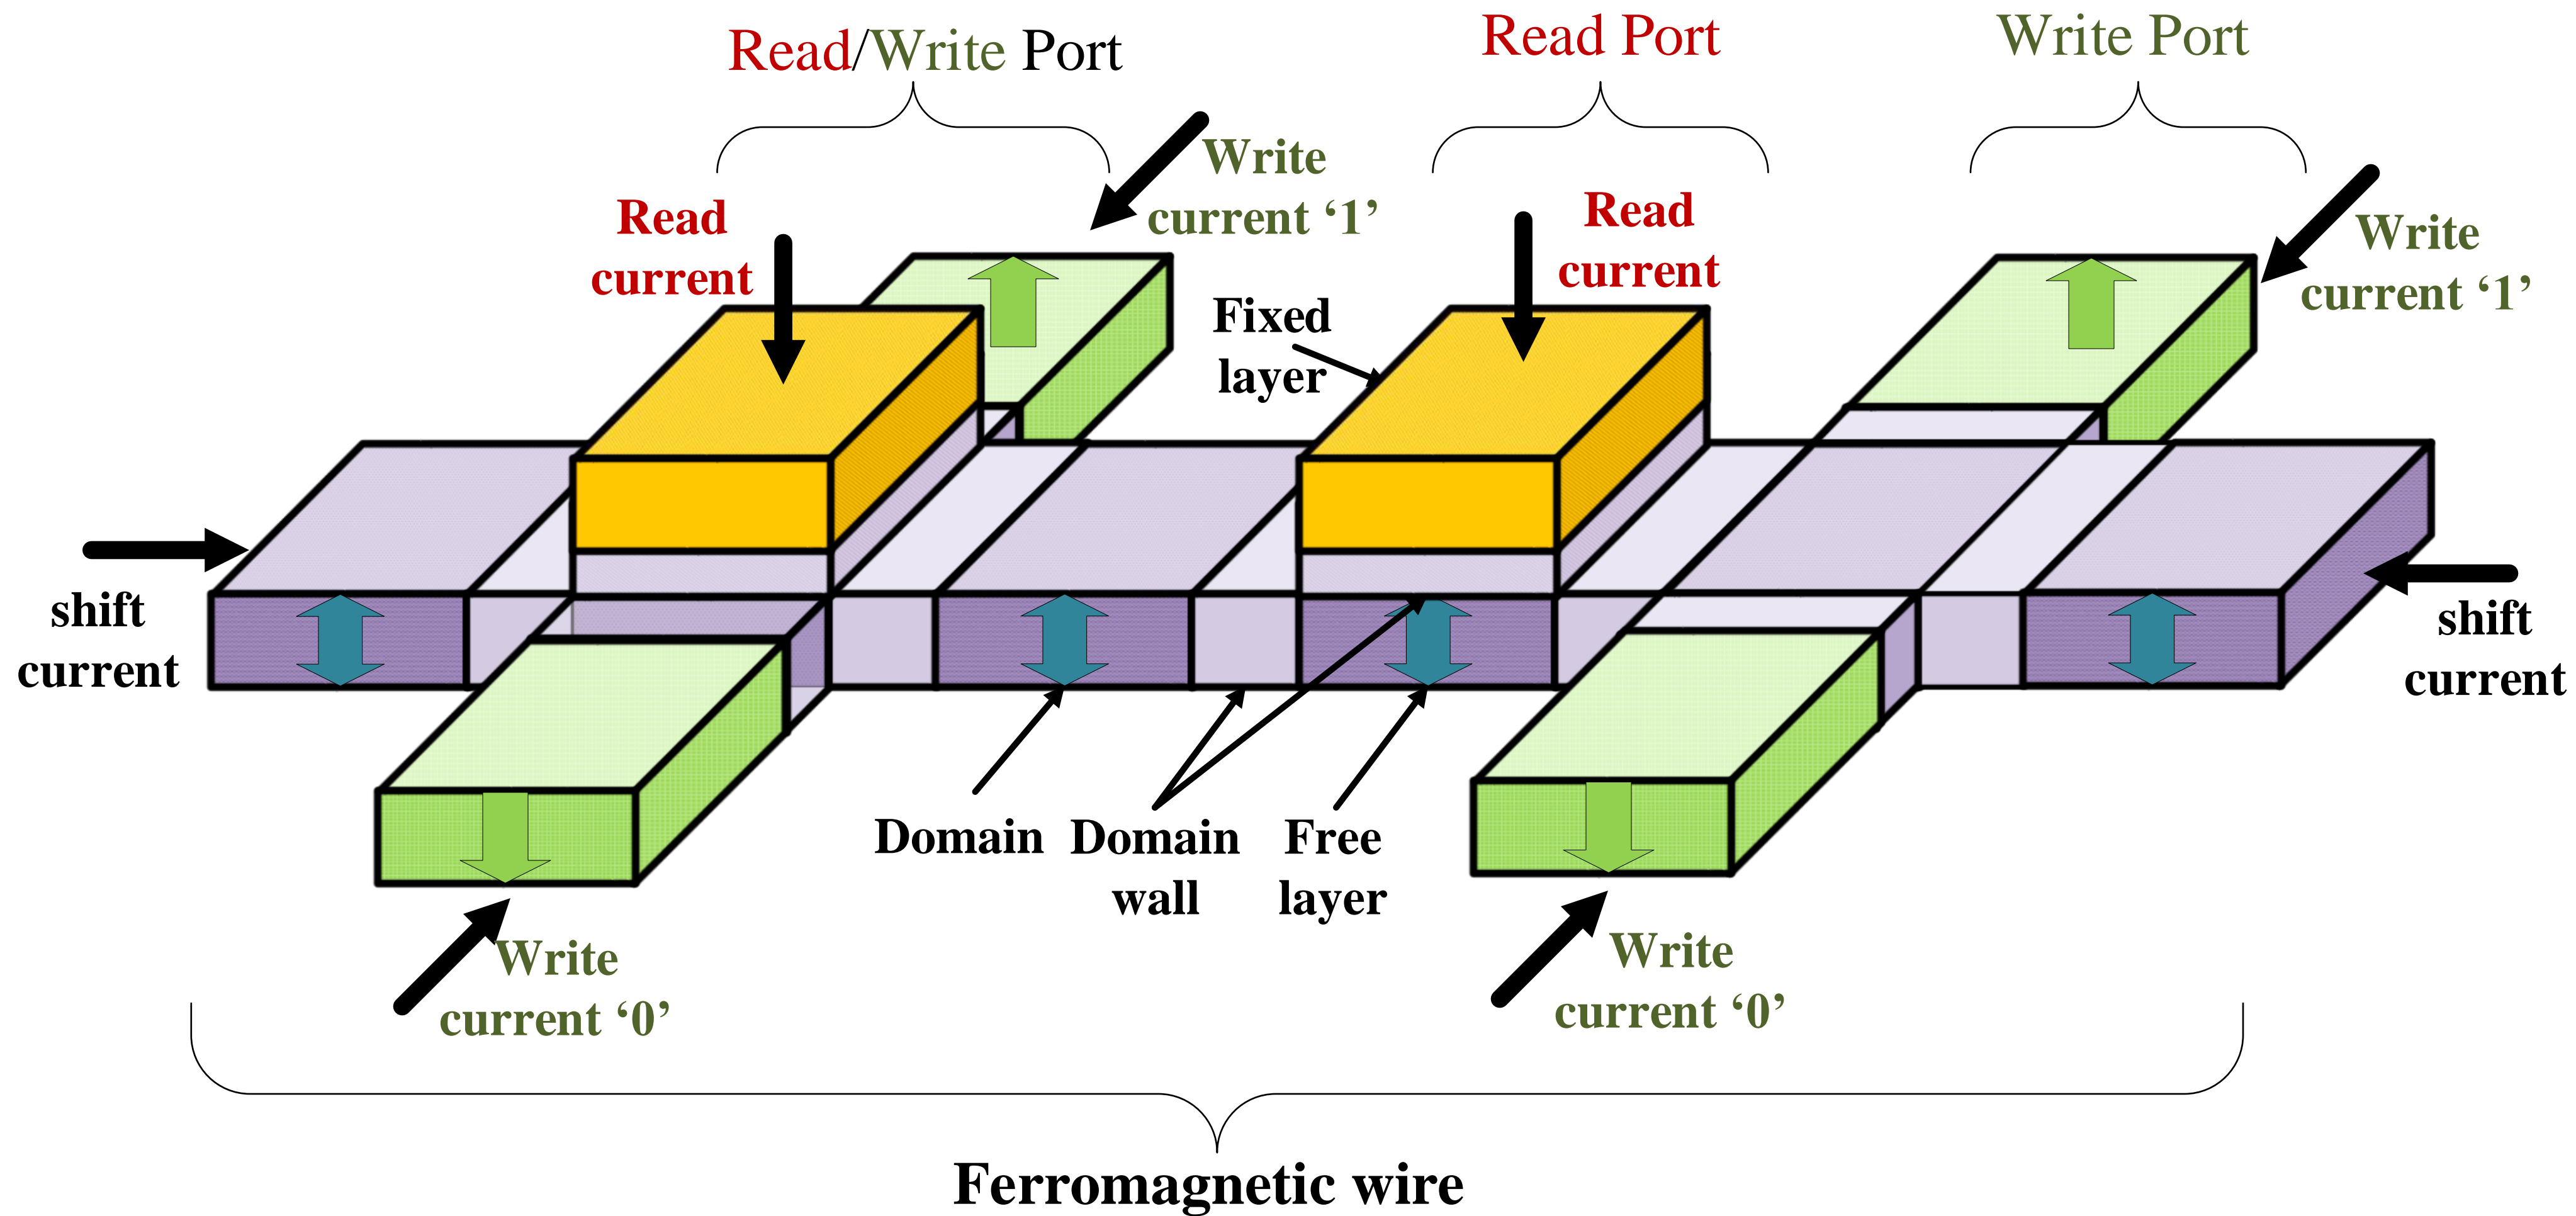 Read/Write Port
Read Port
Write Port
Write
current ‘1’
Read
current
Read
current
Write
current ‘1’
Fixed
layer
shift
current
shift
current
Domain
Domain
wall
Free
layer
Write
current ‘0’
Write
current ‘0’
Ferromagnetic wire